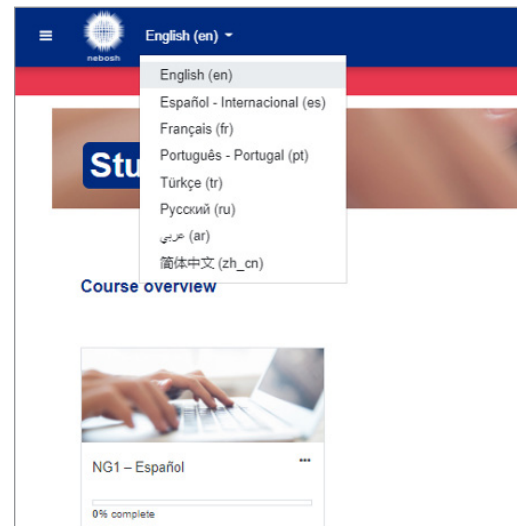 nebosh
English (en)
English (en)
Español - Internacional (es)
Français (fr)
Português - Portugal (pt)
Türkçe (tr)
Русский (ru)
عربي (ar)
简体中文 (zh_cn)
Course overview
NG1 – Español
0% complete